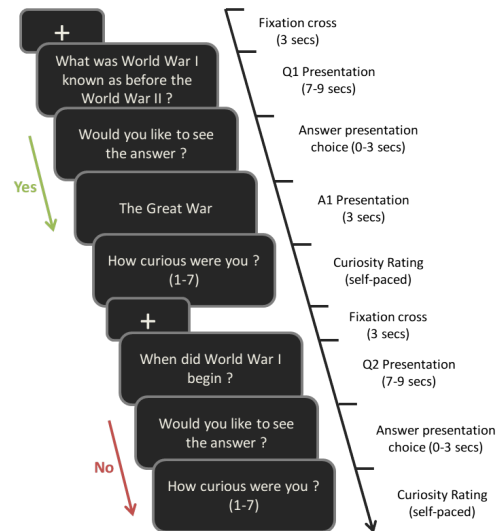 +
Fixation cross
(3 secs)
What was World War I
known as before the
World War II ?
Q1 Presentation
(7-9 secs)
Would you like to see
the answer ?
Answer presentation
choice (0-3 secs)
Yes
The Great War
A1 Presentation
(3 secs)
How curious were you ?
(1-7)
Curiosity Rating
(self-paced)
+
Fixation cross
(3 secs)
When did World War I
begin ?
Q2 Presentation
(7-9 secs)
Would you like to see
the answer ?
Answer presentation
choice (0-3 secs)
No
How curious were you ?
(1-7)
Curiosity Rating
(self-paced)